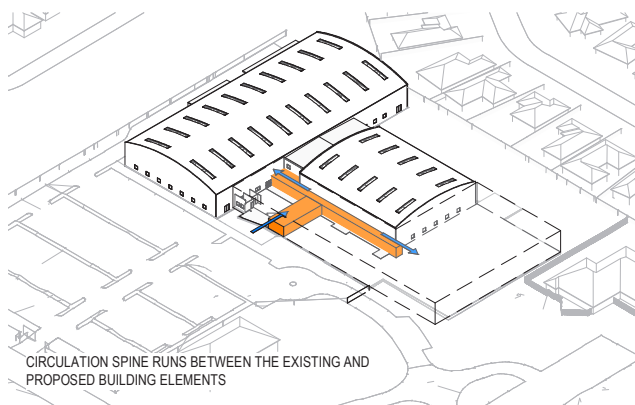 CIRCULATION SPINE RUNS BETWEEN THE EXISTING AND
PROPOSED BUILDING ELEMENTS